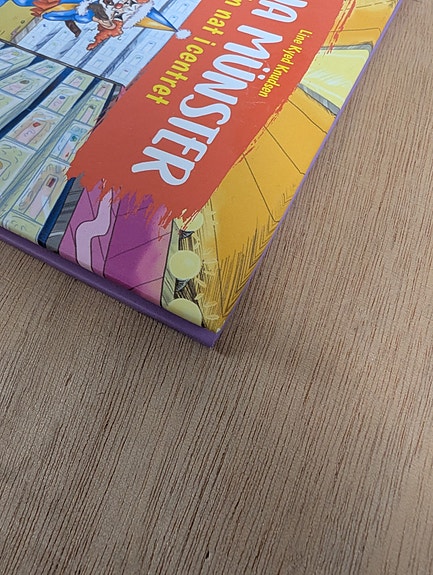 Line Kyed Knudsen
A MÜNSTER
n nat i centret